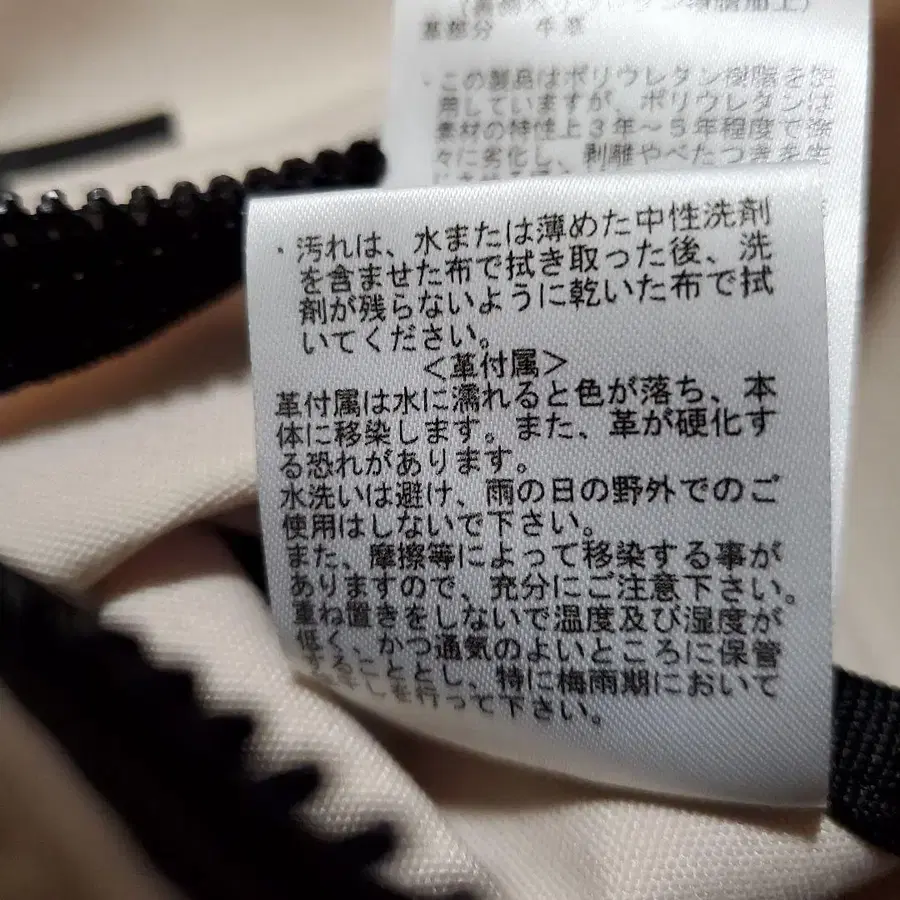 革部分　牛革
・この製品はポリウレタン樹脂を使
用していますが、ポリウレタンは
素材の特性上３年～５年程度で徐
々に劣化し、剥離やべたつきを生
・汚れは、水または薄めた中性洗剤
を含ませた布で拭き取った後、洗
剤が残らないように乾いた布で拭
いてください。
＜革付属＞
革付属は水に濡れると色が落ち、本
体に移染します。また、革が硬化す
る恐れがあります。
水洗いは避け、雨の日の野外でのご
使用はしないで下さい。
また、摩擦等によって移染する事が
ありますので、充分にご注意下さい。
重ね置きをしないで温度及び湿度が
低く、かつ通気のよいところに保管
することとし、特に梅雨期において
を行って下さい。